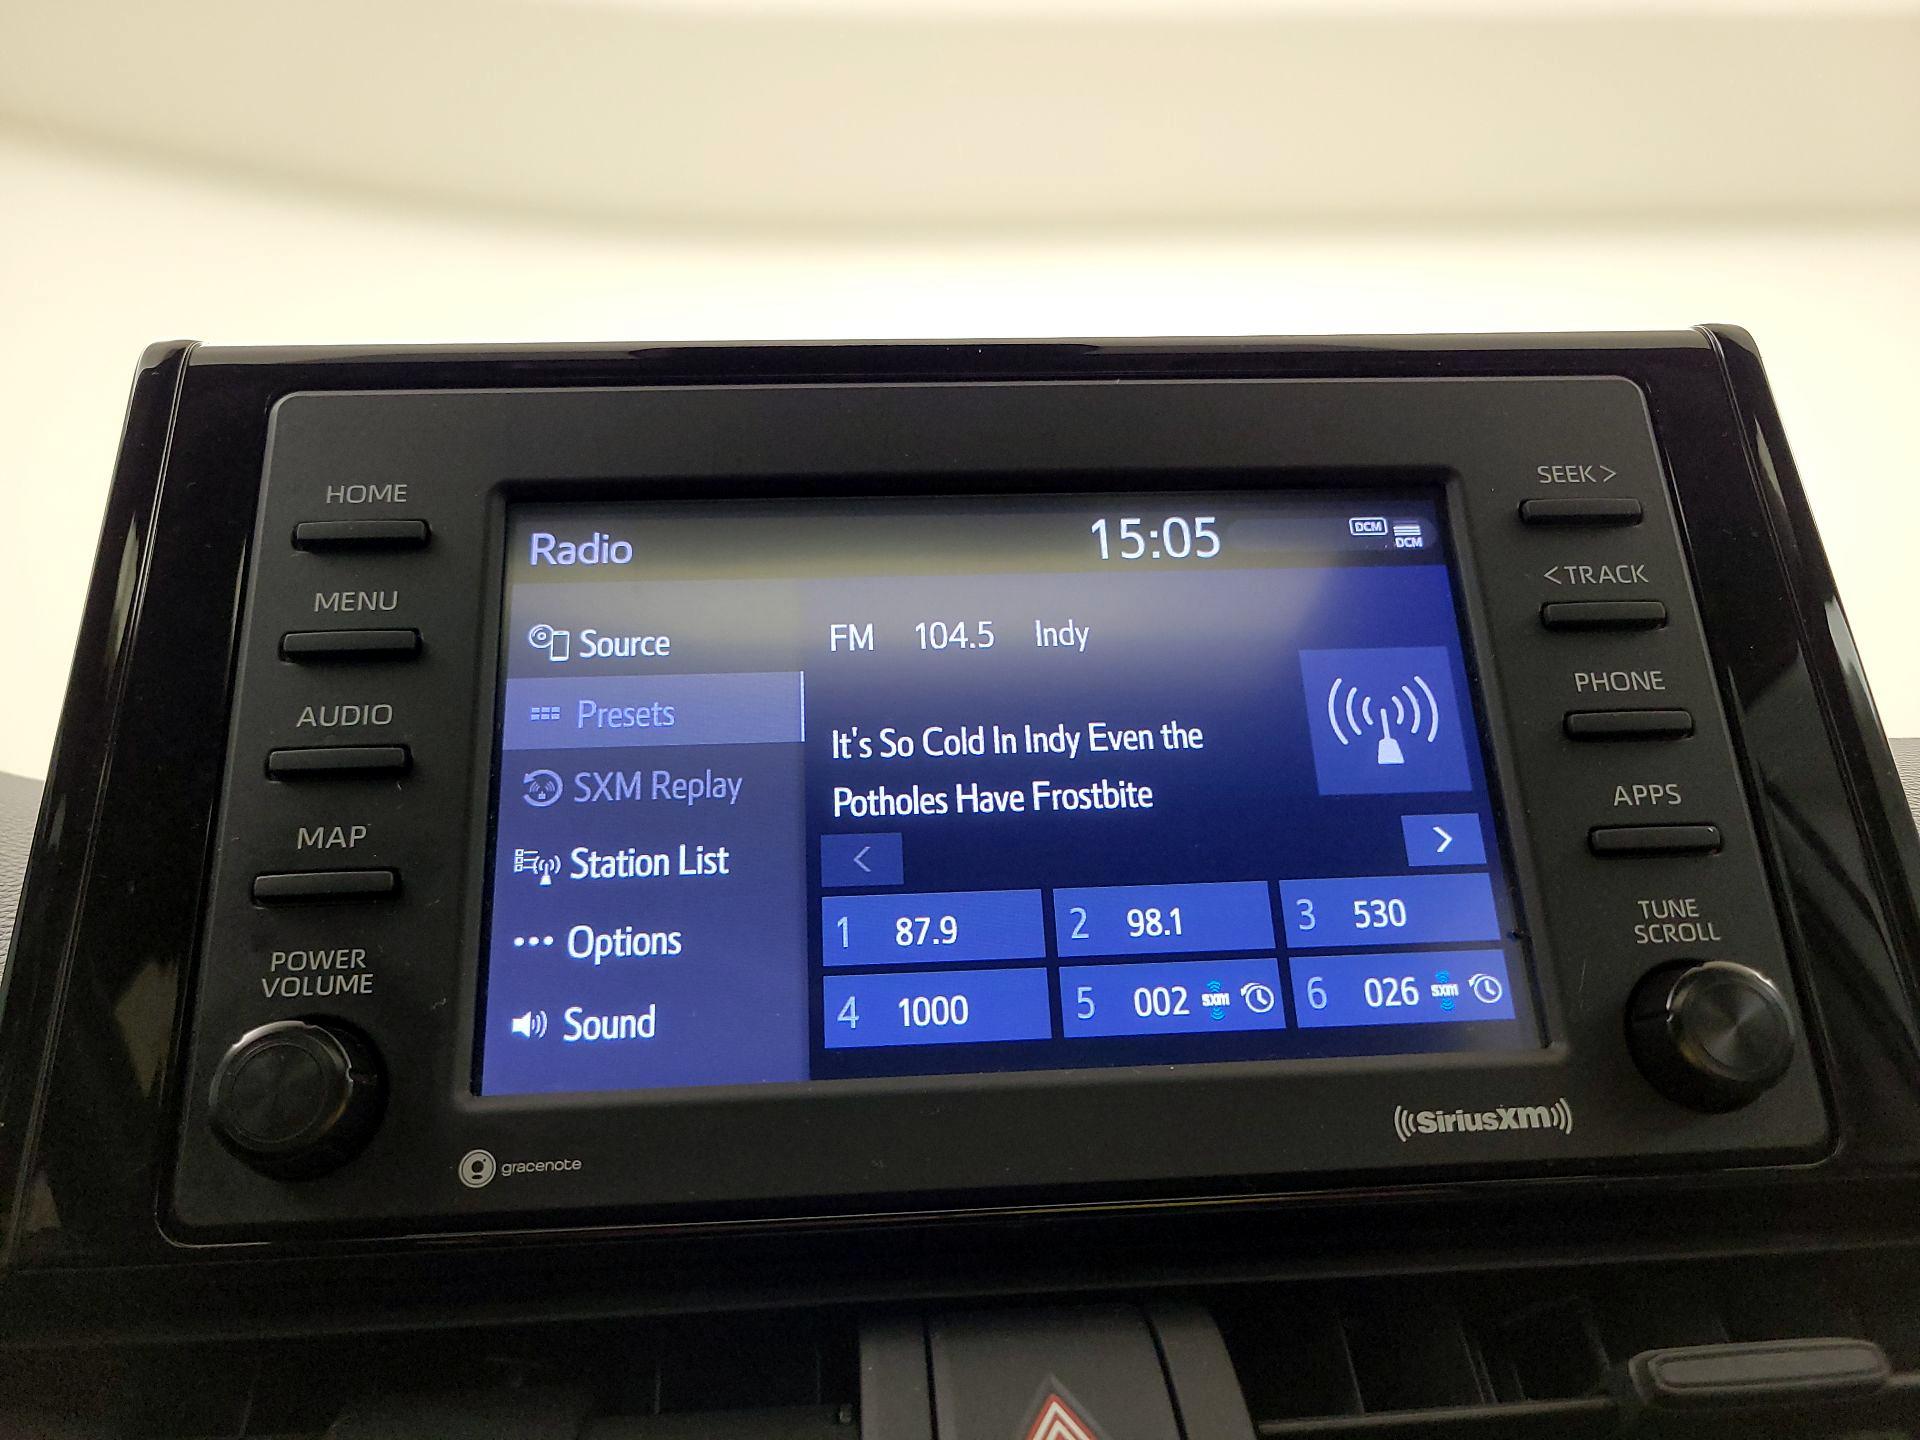 HOME
MENU
AUDIO
MAP
POWER
VOLUME
Radio
15:05
DCM
DCM
Source
Presets
SXM Replay
Station List
Options
Sound
FM 104.5 Indy
It's So Cold In Indy Even the
Potholes Have Frostbite
<
>
1 87.9
2 98.1
3 530
4 1000
5 002 sxm
6 026 sxm
SEEK >
< TRACK
PHONE
APPS
TUNE
SCROLL
gracenote
((SiriusXM))